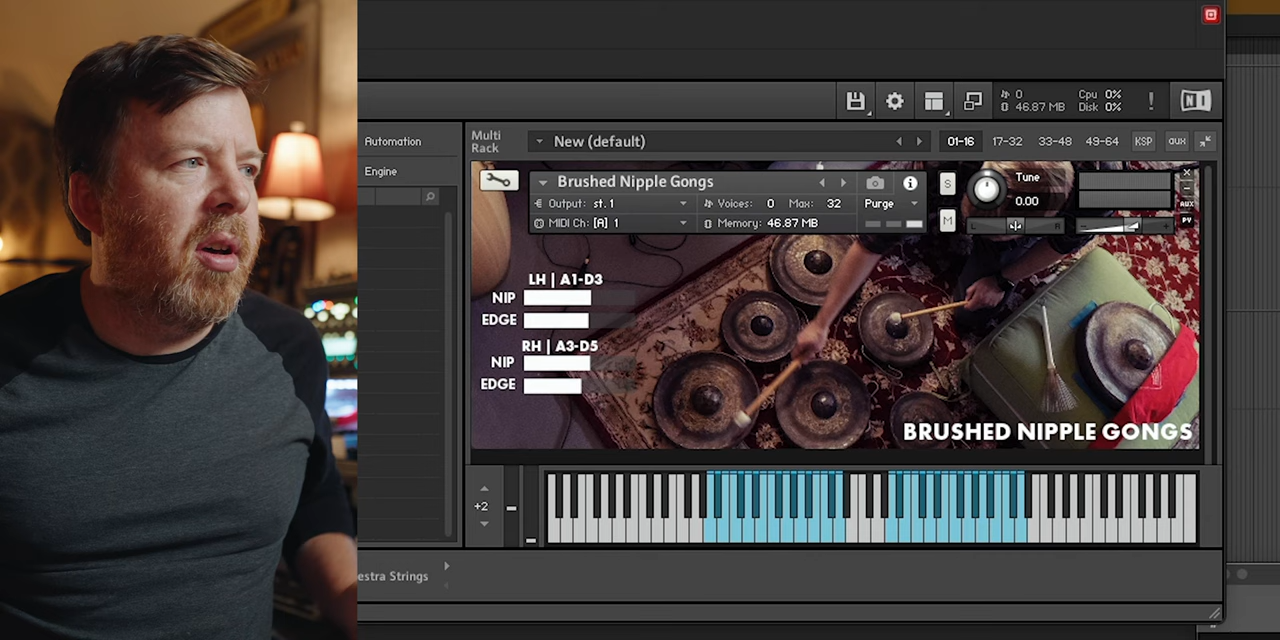 0 Cpu 0%
46.87 MB Disk 0%
!
NI
Automation
Engine
Multi Rack
New (default)
01-16 17-32 33-48 49-64 KSP aux
Brushed Nipple Gongs
Output: st.1 Voices: 0 Max: 32 Purge
MIDI Ch: [A] 1 Memory: 46.87 MB
S
M
Tune
0.00
L R
- +
AUX
PV
LH | A1-D3
NIP
EDGE
RH | A3-D5
NIP
EDGE
BRUSHED NIPPLE GONGS
+2
estra Strings